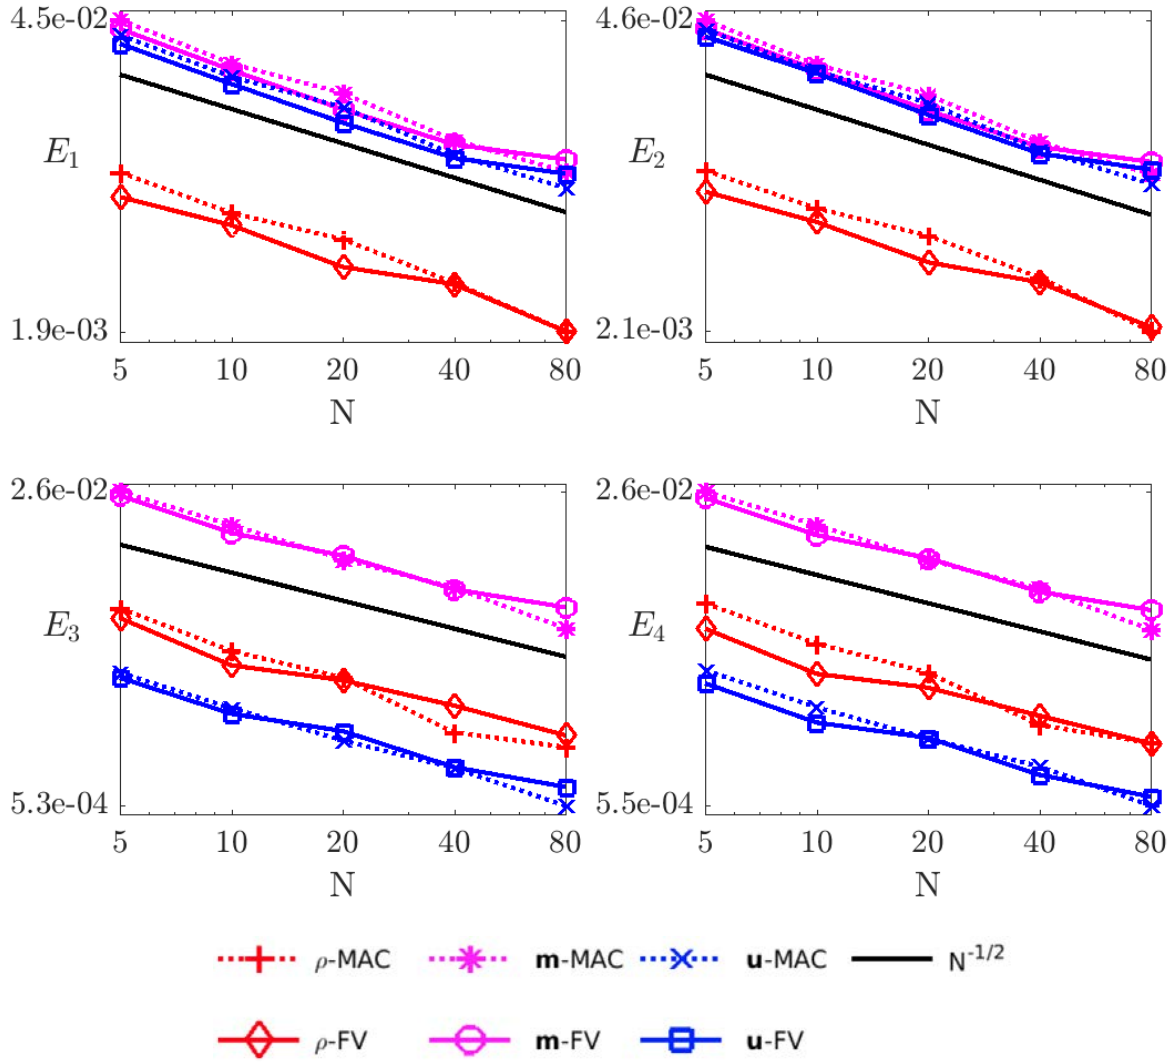 4.5e-02
E₁
1.9e-03
5 10 20 40 80
N
4.6e-02
E₂
2.1e-03
5 10 20 40 80
N
2.6e-02
E₃
5.3e-04
5 10 20 40 80
N
2.6e-02
E₄
5.5e-04
5 10 20 40 80
N
ρ-MAC m-MAC u-MAC N⁻¹/²
ρ-FV m-FV u-FV